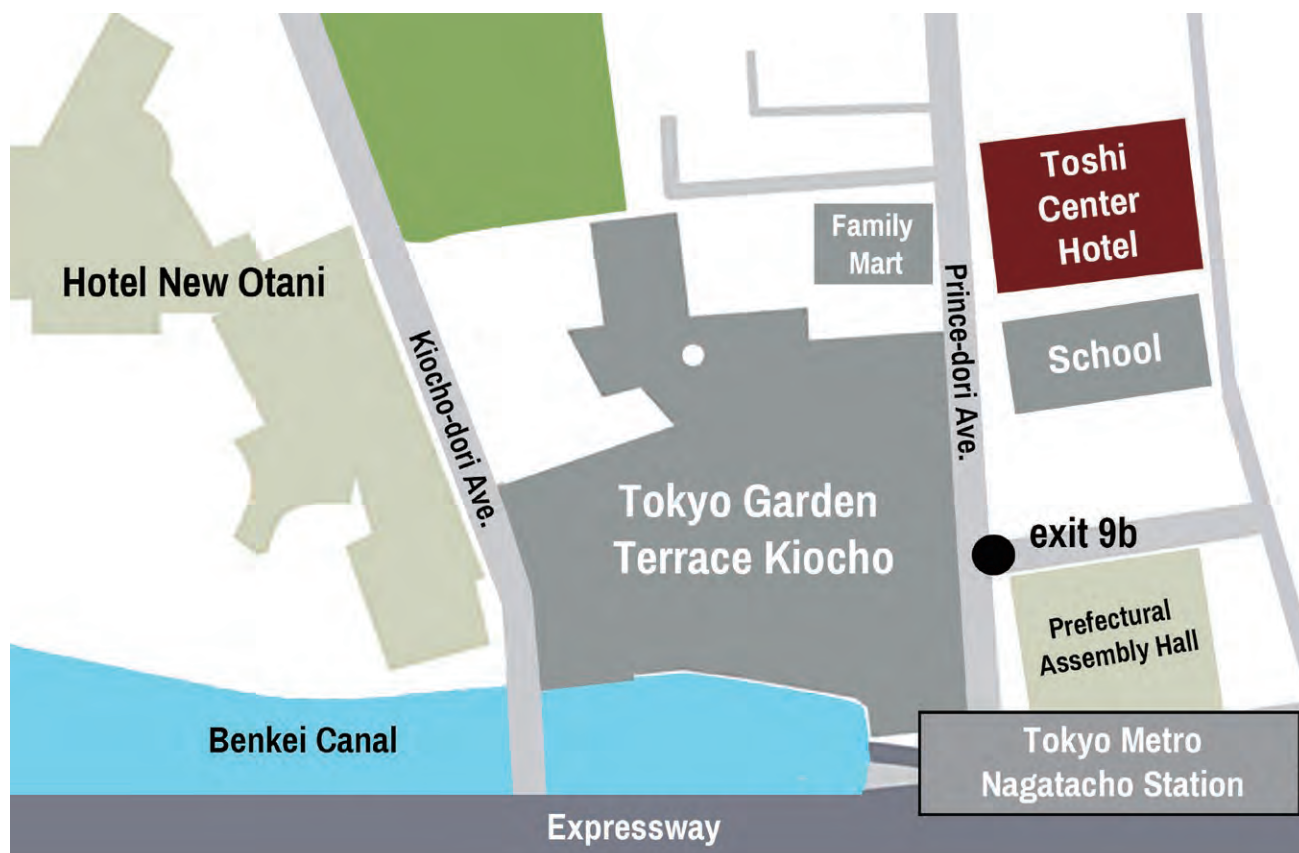 Toshi
Center
Hotel
Family
Mart
Hotel New Otani
Prince-dori Ave.
Kiocho-dori Ave.
School
Tokyo Garden
Terrace Kiocho
exit 9b
Prefectural
Assembly Hall
Benkei Canal
Tokyo Metro
Nagatacho Station
Expressway